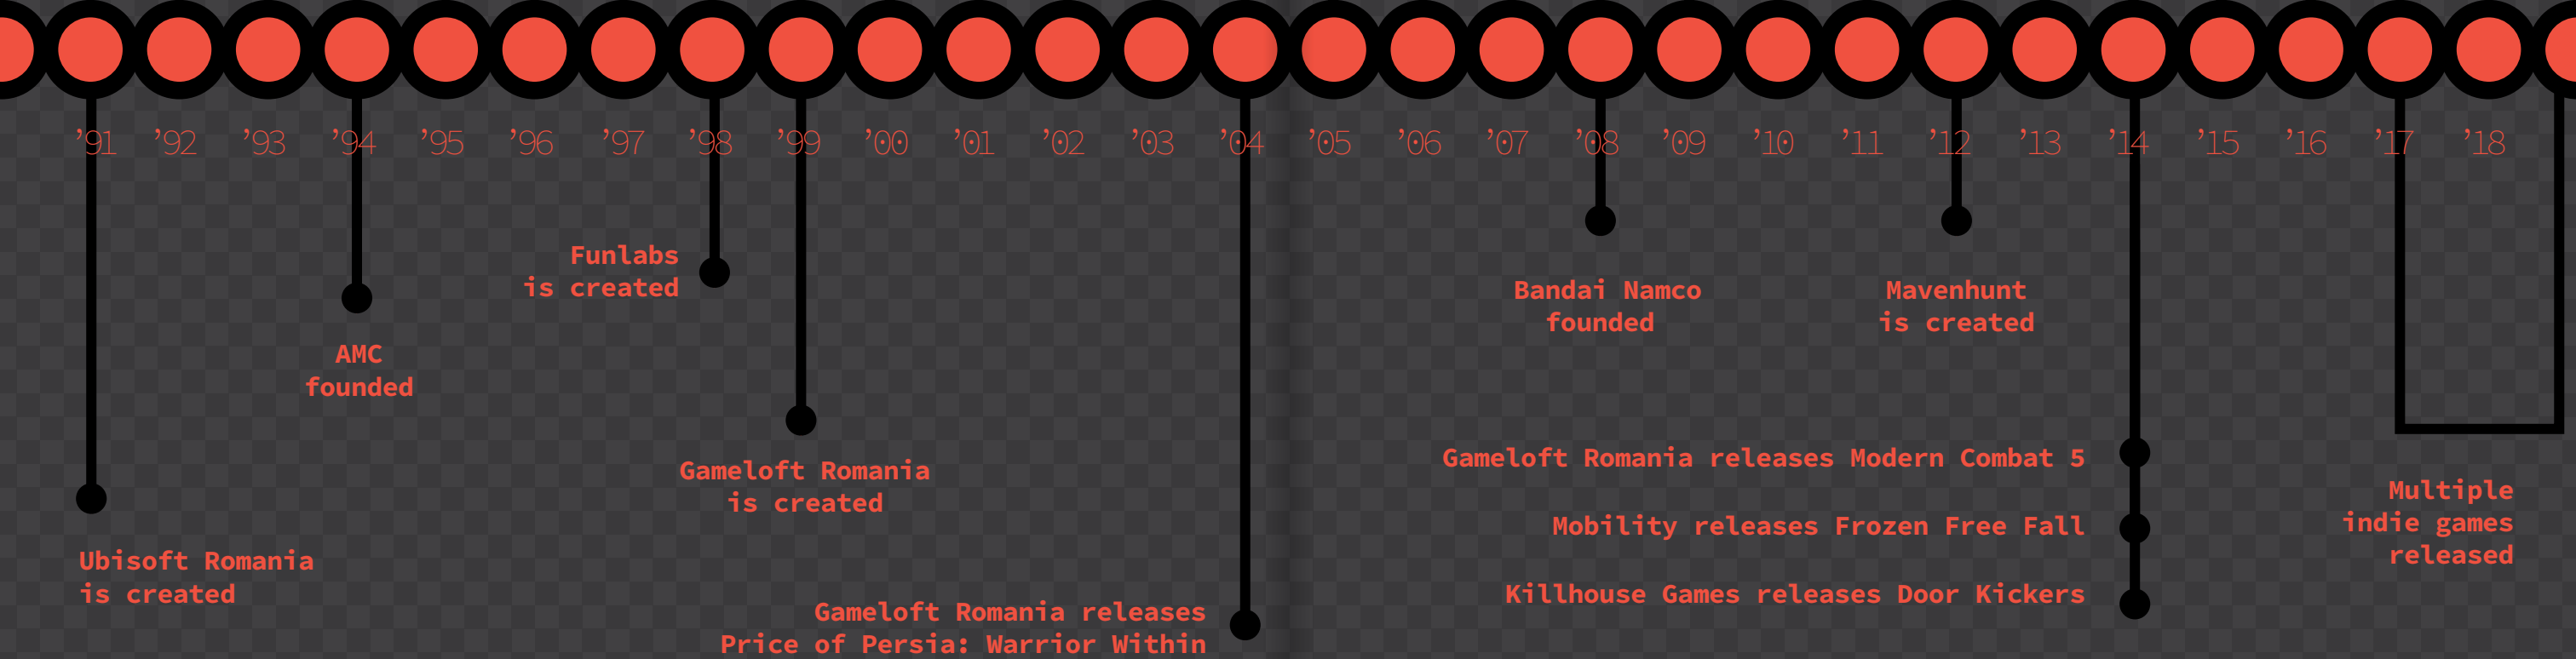 ’91 ’92 ’93 ’94 ’95 ’96 ’97 ’98 ’99 ’00 ’01 ’02 ’03 ’04 ’05 ’06 ’07 ’08 ’09 ’10 ’11 ’12 ’13 ’14 ’15 ’16 ’17 ’18
Ubisoft Romania
is created
AMC
founded
Funlabs
is created
Gameloft Romania
is created
Gameloft Romania releases
Price of Persia: Warrior Within
Bandai Namco
founded
Mavenhunt
is created
Gameloft Romania releases Modern Combat 5
Mobility releases Frozen Free Fall
Killhouse Games releases Door Kickers
Multiple
indie games
released